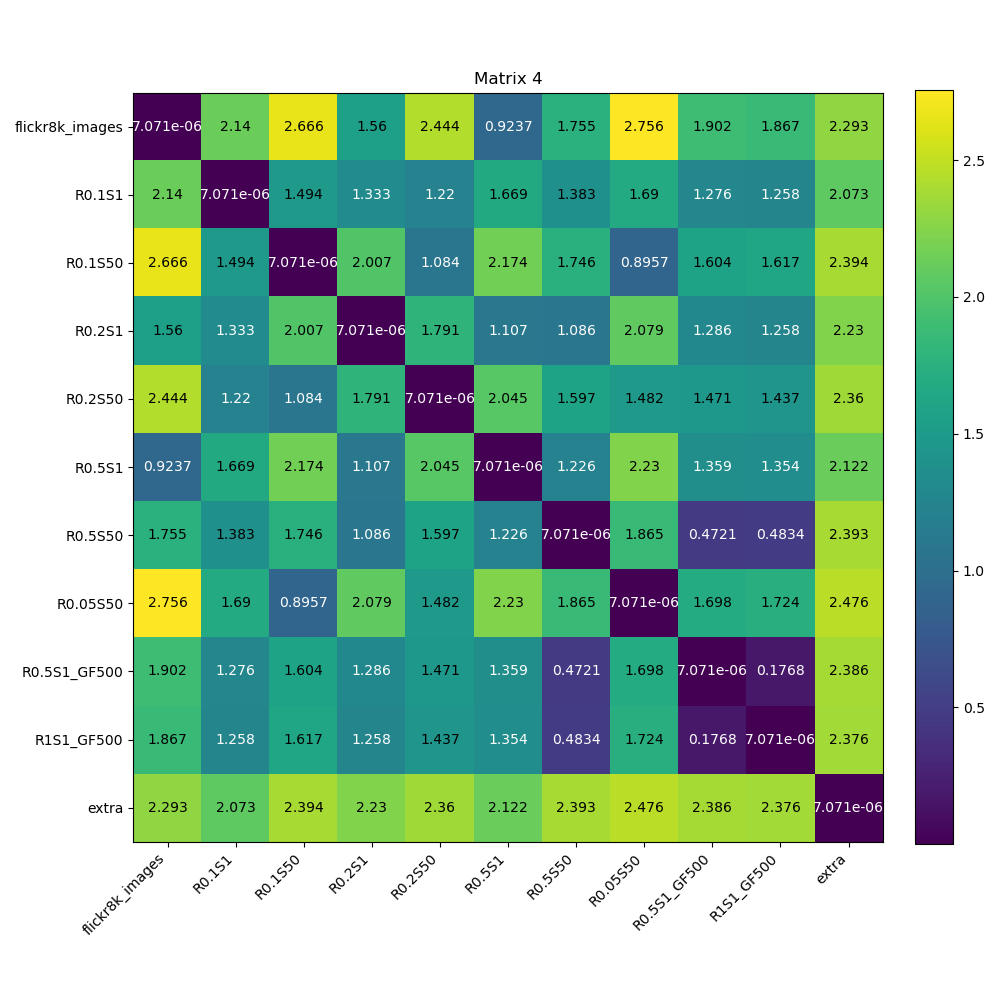 Matrix 4
flickr8k_images 7.071e-06 2.14 2.666 1.56 2.444 0.9237 1.755 2.756 1.902 1.867 2.293
R0.1S1 2.14 7.071e-06 1.494 1.333 1.22 1.669 1.383 1.69 1.276 1.258 2.073
R0.1S50 2.666 1.494 7.071e-06 2.007 1.084 2.174 1.746 0.8957 1.604 1.617 2.394
R0.2S1 1.56 1.333 2.007 7.071e-06 1.791 1.107 1.086 2.079 1.286 1.258 2.23
R0.2S50 2.444 1.22 1.084 1.791 7.071e-06 2.045 1.597 1.482 1.471 1.437 2.36
R0.5S1 0.9237 1.669 2.174 1.107 2.045 7.071e-06 1.226 2.23 1.359 1.354 2.122
R0.5S50 1.755 1.383 1.746 1.086 1.597 1.226 7.071e-06 1.865 0.4721 0.4834 2.393
R0.05S50 2.756 1.69 0.8957 2.079 1.482 2.23 1.865 7.071e-06 1.698 1.724 2.476
R0.5S1_GF500 1.902 1.276 1.604 1.286 1.471 1.359 0.4721 1.698 7.071e-06 0.1768 2.386
R1S1_GF500 1.867 1.258 1.617 1.258 1.437 1.354 0.4834 1.724 0.1768 7.071e-06 2.376
extra 2.293 2.073 2.394 2.23 2.36 2.122 2.393 2.476 2.386 2.376 7.071e-06
flickr8k_images R0.1S1 R0.1S50 R0.2S1 R0.2S50 R0.5S1 R0.5S50 R0.05S50 R0.5S1_GF500 R1S1_GF500 extra
2.5
2.0
1.5
1.0
0.5